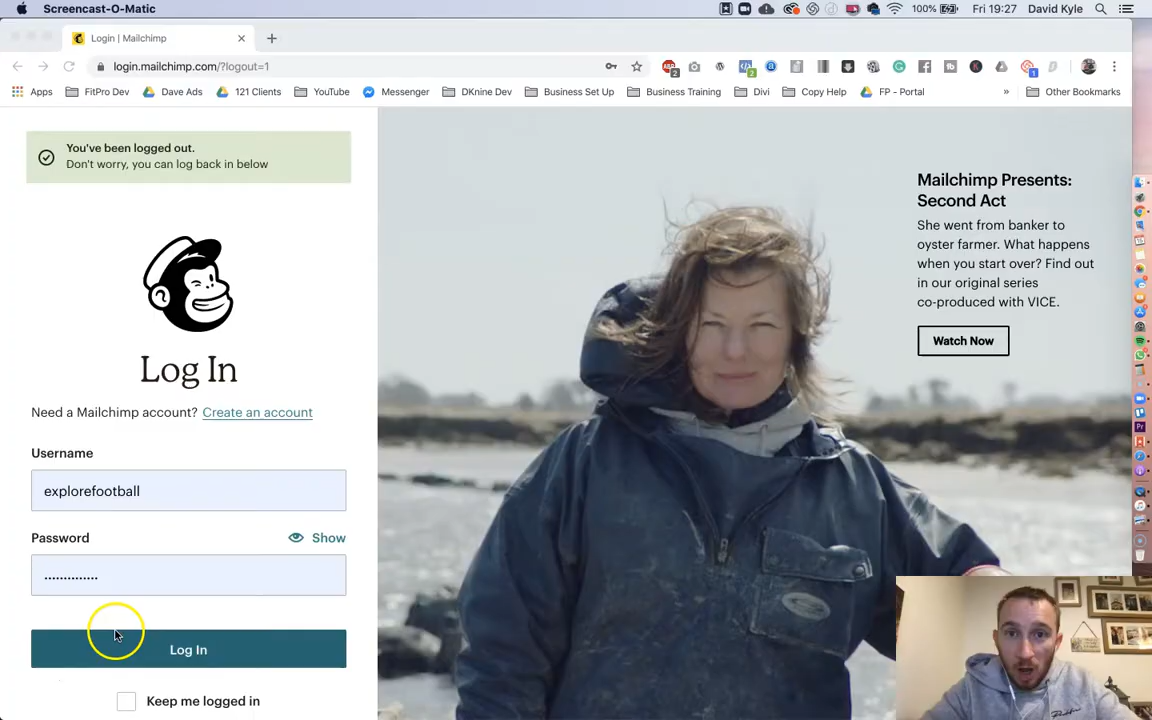 Screencast-O-Matic
100%
Fri 19:27
David Kyle
Login | Mailchimp
login.mailchimp.com/?logout=1
Apps
FitPro Dev
Dave Ads
121 Clients
YouTube
Messenger
DKnine Dev
Business Set Up
Business Training
Divi
Copy Help
FP - Portal
»
Other Bookmarks
You've been logged out.
Don't worry, you can log back in below
Log In
Need a Mailchimp account? Create an account
Username
explorefootball
Password
Show
..............
Log In
Keep me logged in
Mailchimp Presents:
Second Act
She went from banker to
oyster farmer. What happens
when you start over? Find out
in our original series
co-produced with VICE.
Watch Now